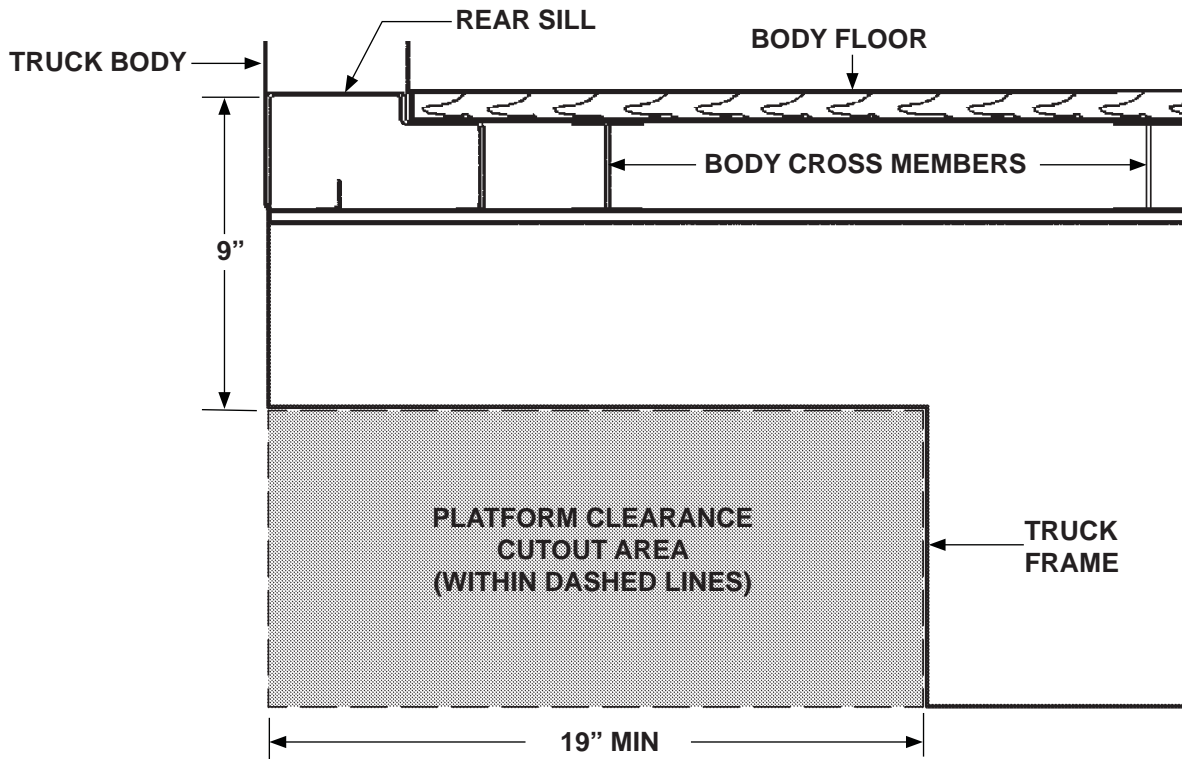 REAR SILL
BODY FLOOR
TRUCK BODY
BODY CROSS MEMBERS
9”
PLATFORM CLEARANCE
CUTOUT AREA
(WITHIN DASHED LINES)
TRUCK
FRAME
19” MIN